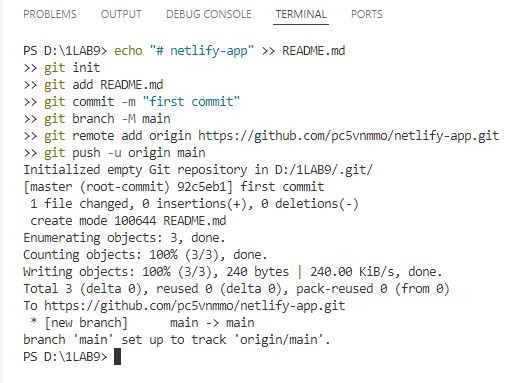 PROBLEMS OUTPUT DEBUG CONSOLE TERMINAL PORTS
PS D:\1LAB9> echo "# netlify-app" >> README.md
>> git init
>> git add README.md
>> git commit -m "first commit"
>> git branch -M main
>> git remote add origin https://github.com/pc5vnmmo/netlify-app.git
>> git push -u origin main
Initialized empty Git repository in D:/1LAB9/.git/
[master (root-commit) 92c5eb1] first commit
 1 file changed, 0 insertions(+), 0 deletions(-)
 create mode 100644 README.md
Enumerating objects: 3, done.
Counting objects: 100% (3/3), done.
Writing objects: 100% (3/3), 240 bytes | 240.00 KiB/s, done.
Total 3 (delta 0), reused 0 (delta 0), pack-reused 0 (from 0)
To https://github.com/pc5vnmmo/netlify-app.git
 * [new branch]      main -> main
branch 'main' set up to track 'origin/main'.
PS D:\1LAB9>